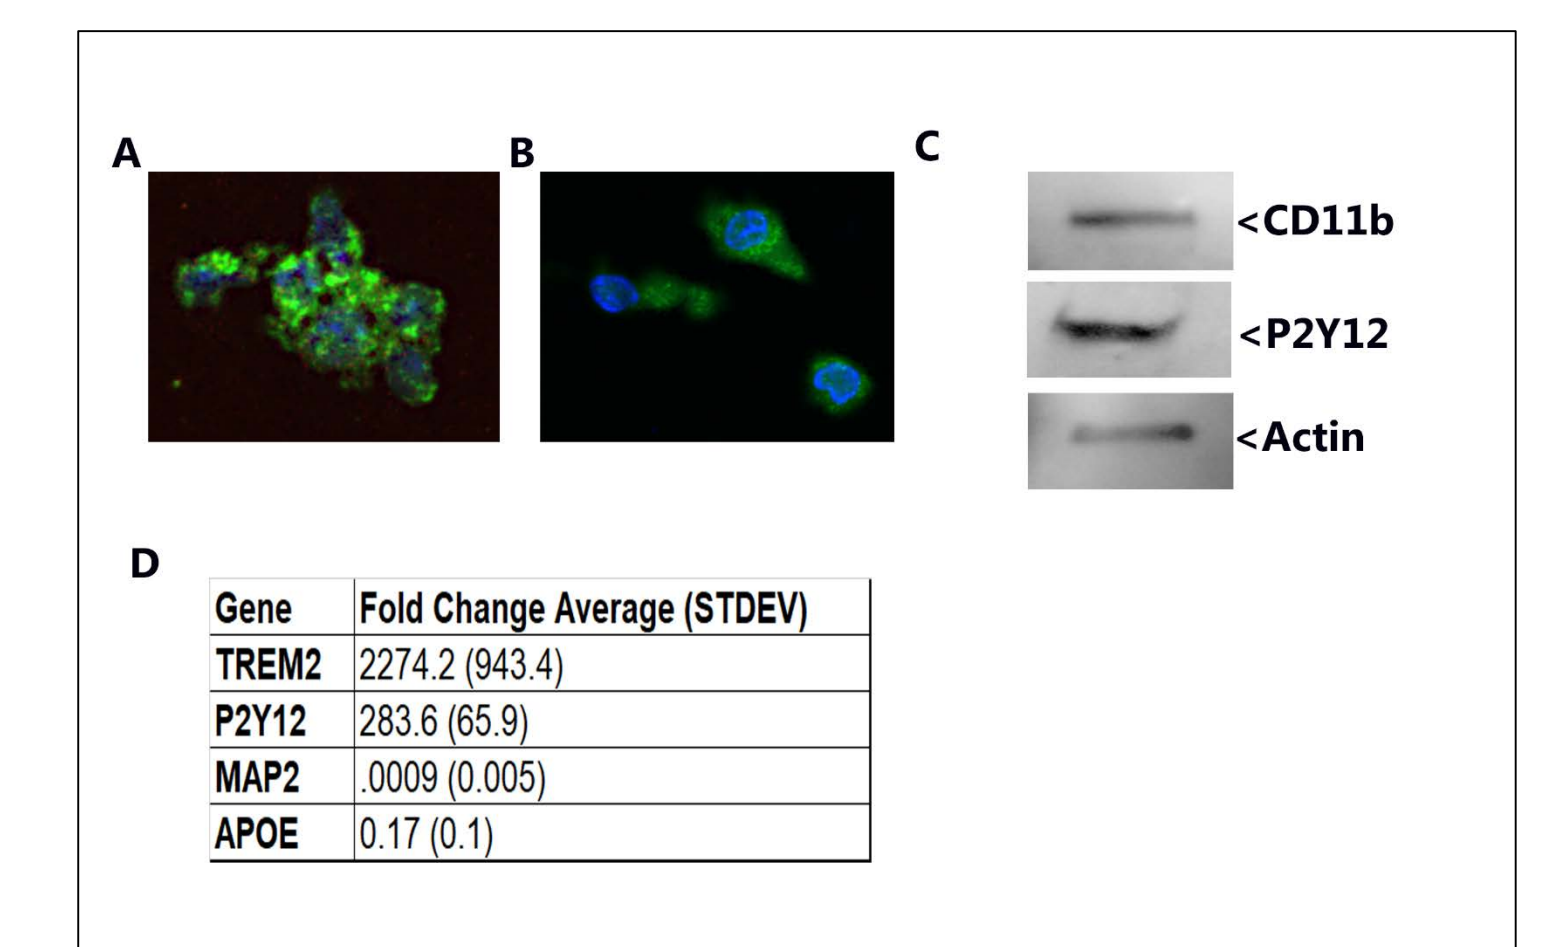 A
B
C
<CD11b
<P2Y12
<Actin
D
Gene Fold Change Average (STDEV)
TREM2 2274.2 (943.4)
P2Y12 283.6 (65.9)
MAP2 .0009 (0.005)
APOE 0.17 (0.1)